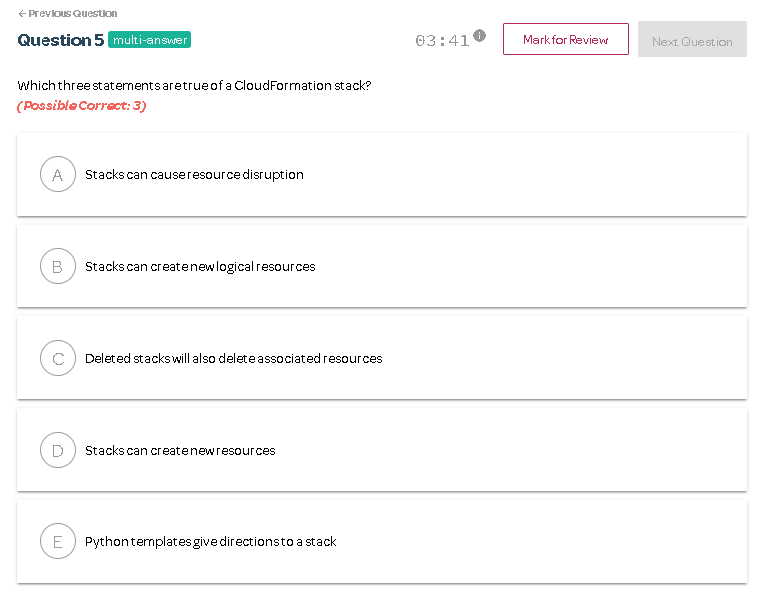 ← Previous Question
Question 5 multi-answer 03:41 i Mark for Review Next Question
Which three statements are true of a CloudFormation stack?
(Possible Correct: 3)
A Stacks can cause resource disruption
B Stacks can create new logical resources
C Deleted stacks will also delete associated resources
D Stacks can create new resources
E Python templates give directions to a stack